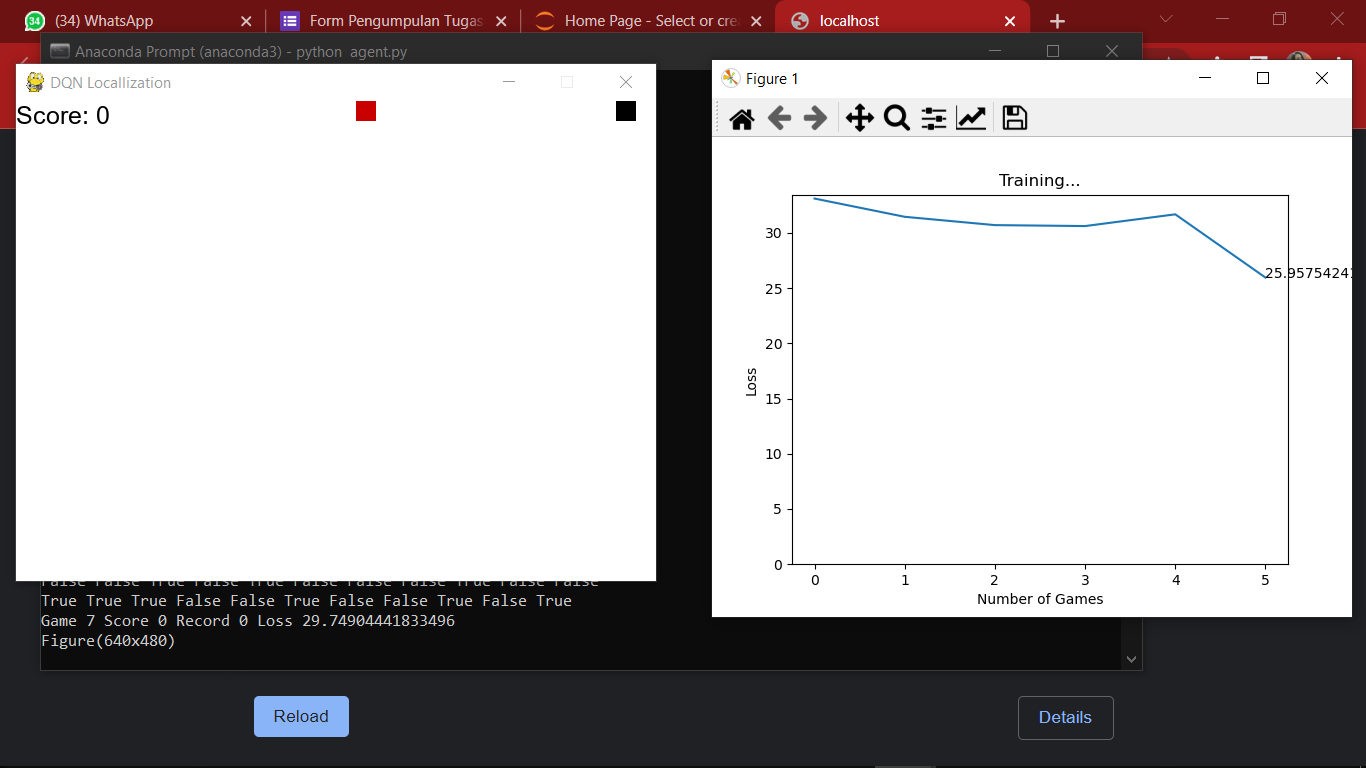 (34) WhatsApp
Form Pengumpulan Tugas
Home Page - Select or cre
localhost
Anaconda Prompt (anaconda3) - python agent.py
DQN Locallization
Score: 0
Figure 1
Training...
30
25
20
15
10
5
0
Loss
25.9575424
0 1 2 3 4 5
Number of Games
False False True False True False False False True False False
True True True False False True False False True False True
Game 7 Score 0 Record 0 Loss 29.74904441833496
Figure(640x480)
Reload
Details